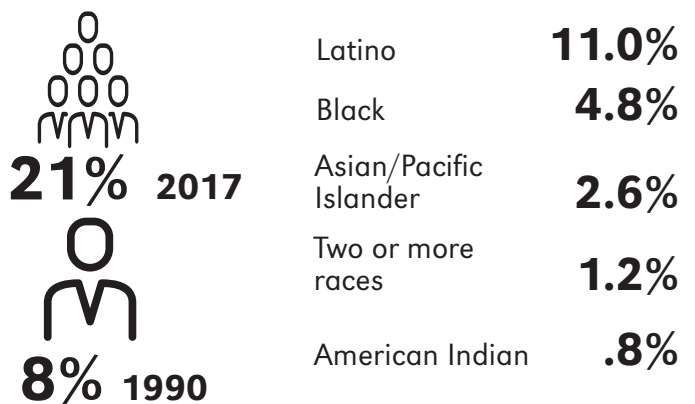 21% 2017
8% 1990
Latino 11.0%
Black 4.8%
Asian/Pacific
Islander 2.6%
Two or more
races 1.2%
American Indian .8%